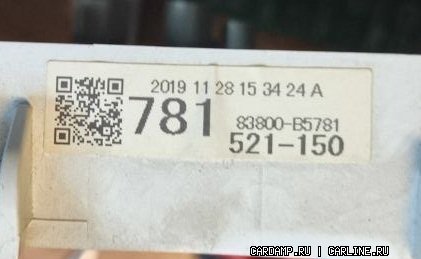 2019 11 28 15 34 24 A
781
83800-B5781
521-150
CARDAMP.RU | CARLINE.RU